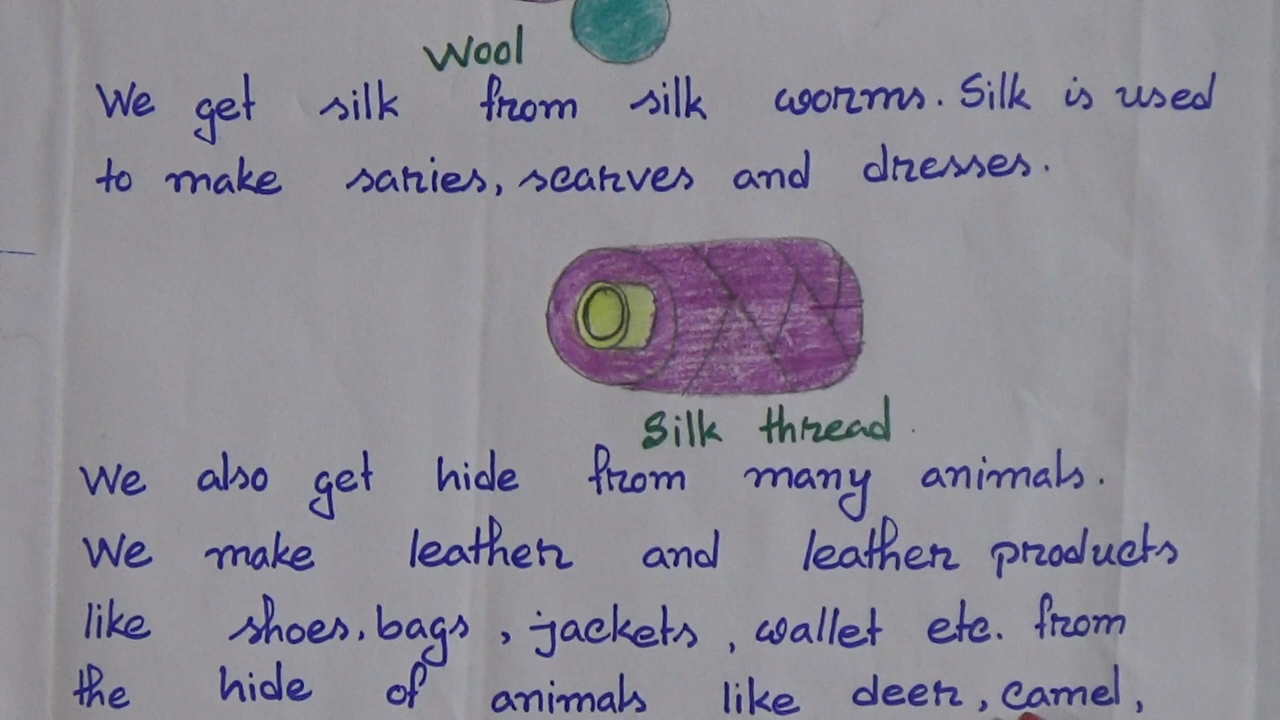 Wool
We get silk from silk worms. Silk is used
to make saries, scarves and dresses.
Silk thread.
We also get hide from many animals.
We make leather and leather products
like shoes, bags, jackets, wallet etc. from
the hide of animals like deer, camel,